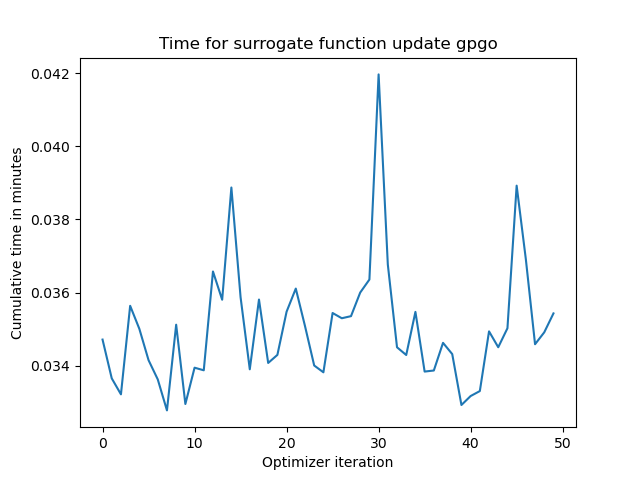 Time for surrogate function update gpgo
Cumulative time in minutes
0.042
0.040
0.038
0.036
0.034
0 10 20 30 40 50
Optimizer iteration